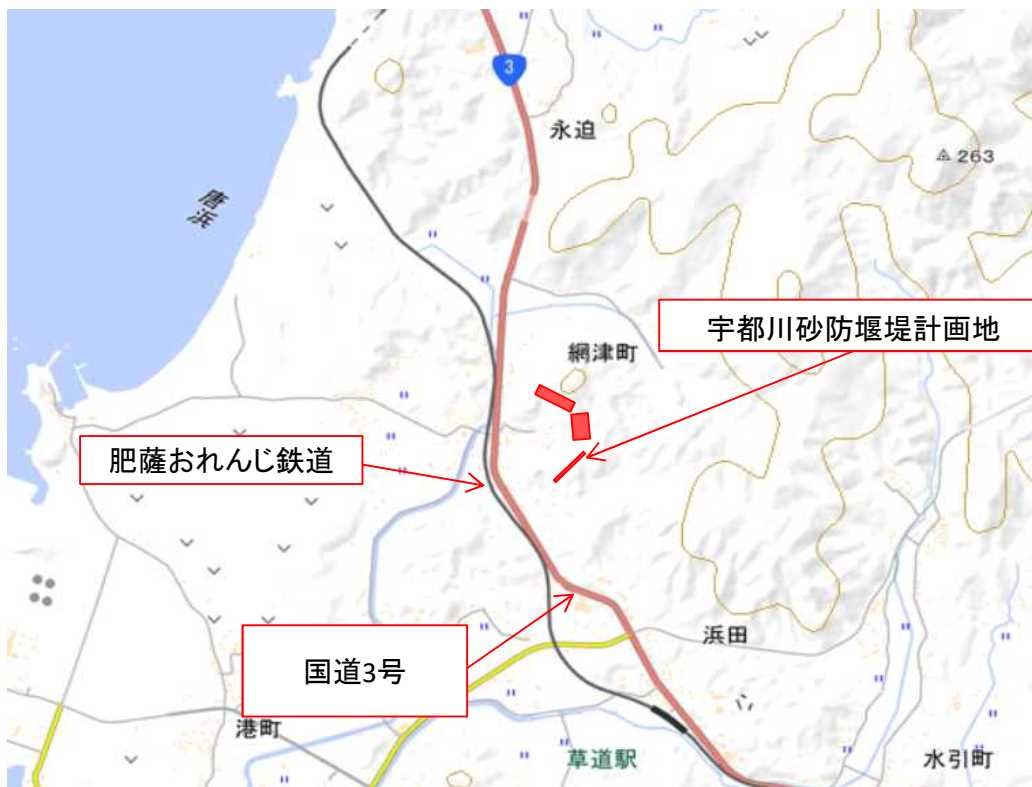 3
永迫
263
唐浜
宇都川砂防堰堤計画地
網津町
肥薩おれんじ鉄道
国道3号
浜田
港町
草道駅
水引町